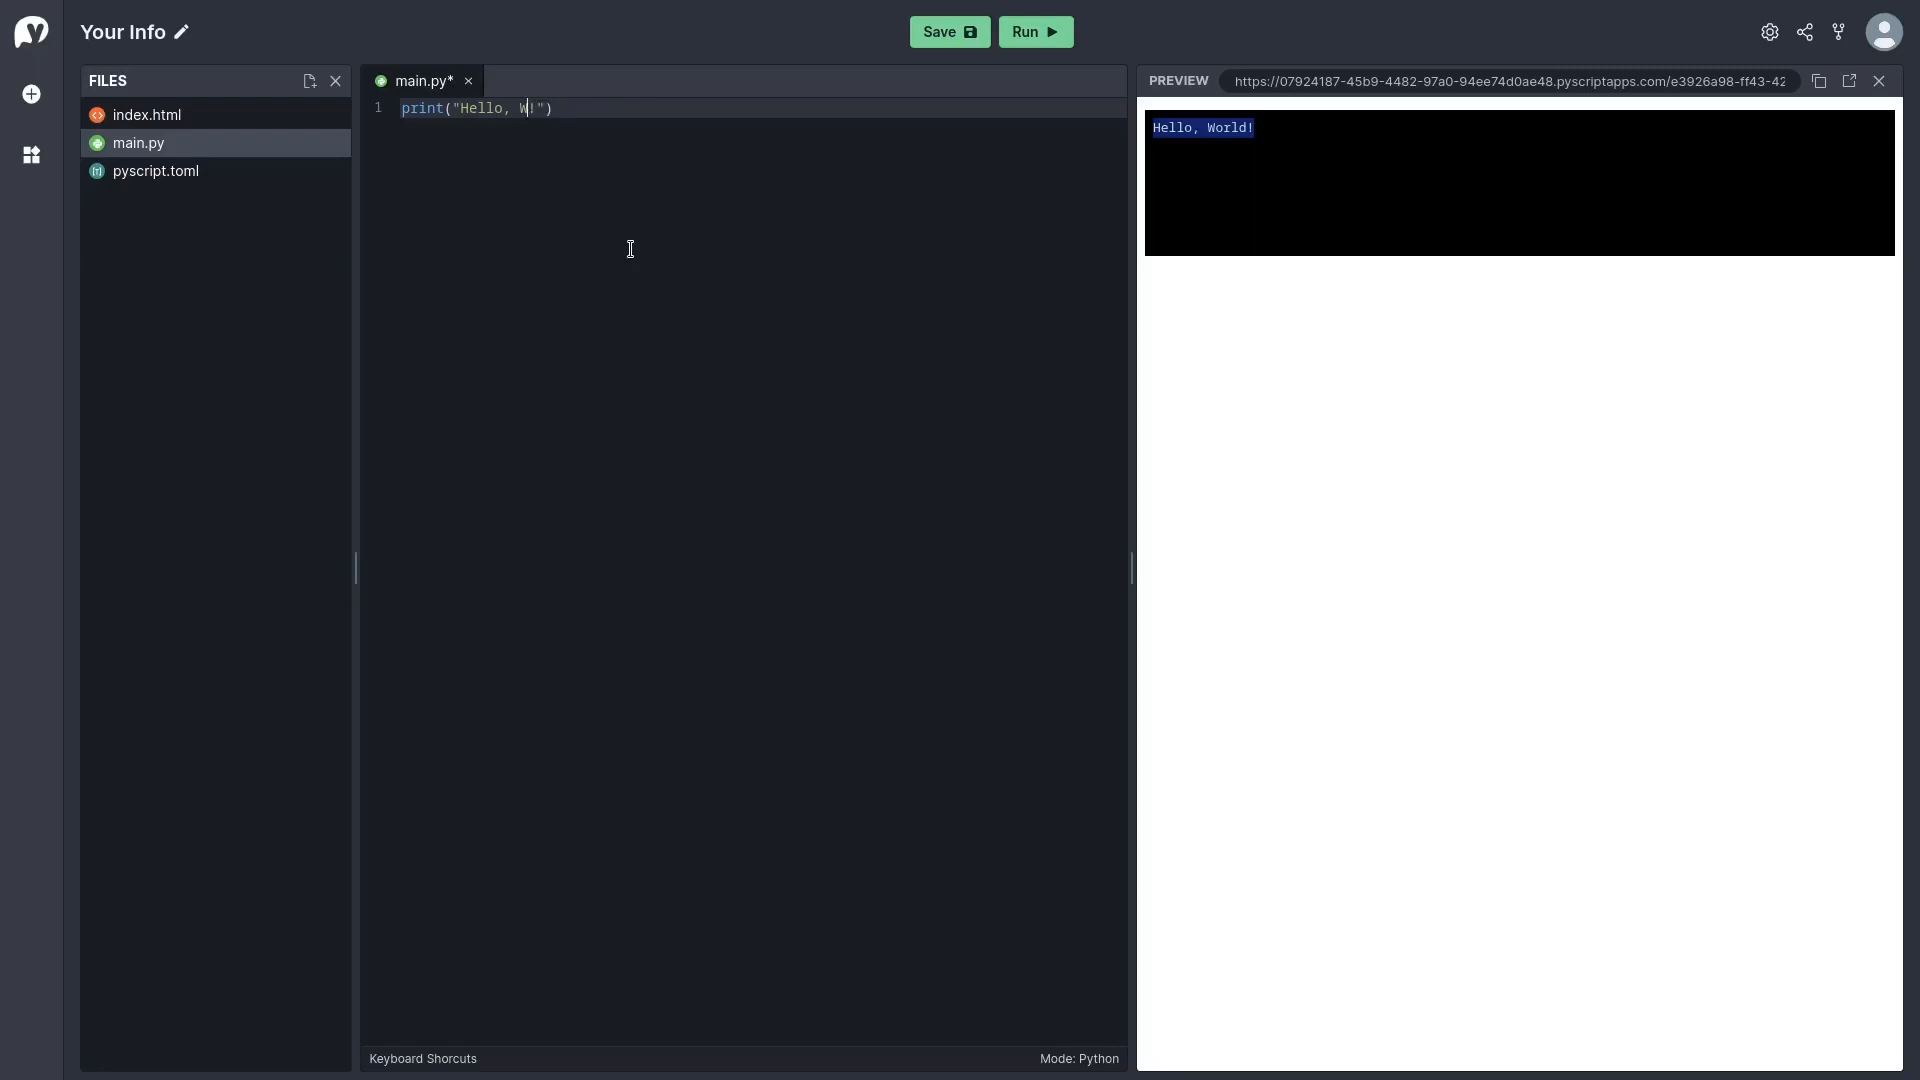 Your Info
Save
Run
FILES
index.html
main.py
pyscript.toml
main.py*
1
print("Hello, W!")
Keyboard Shorcuts
Mode: Python
PREVIEW
https://07924187-45b9-4482-97a0-94ee74d0ae48.pyscriptapps.com/e3926a98-ff43-42
Hello, World!